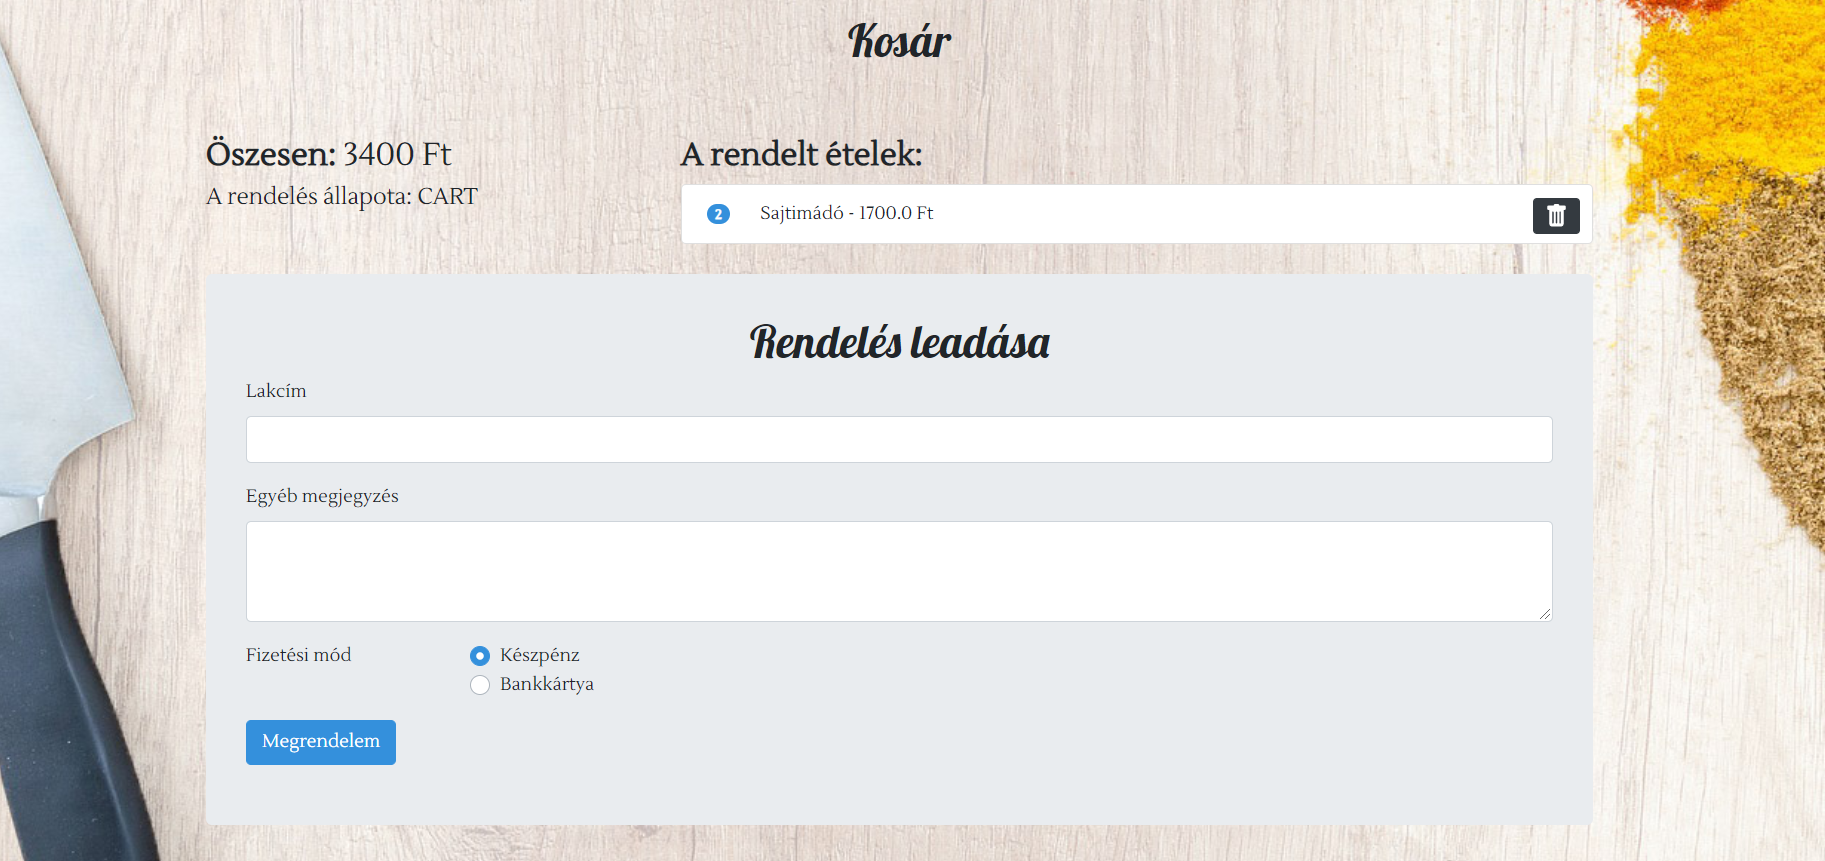 Kosár
Öszesen: 3400 Ft
A rendelés állapota: CART
A rendelt ételek:
2 Sajtimádó - 1700.0 Ft
Rendelés leadása
Lakcím
Egyéb megjegyzés
Fizetési mód
Készpénz
Bankkártya
Megrendelem